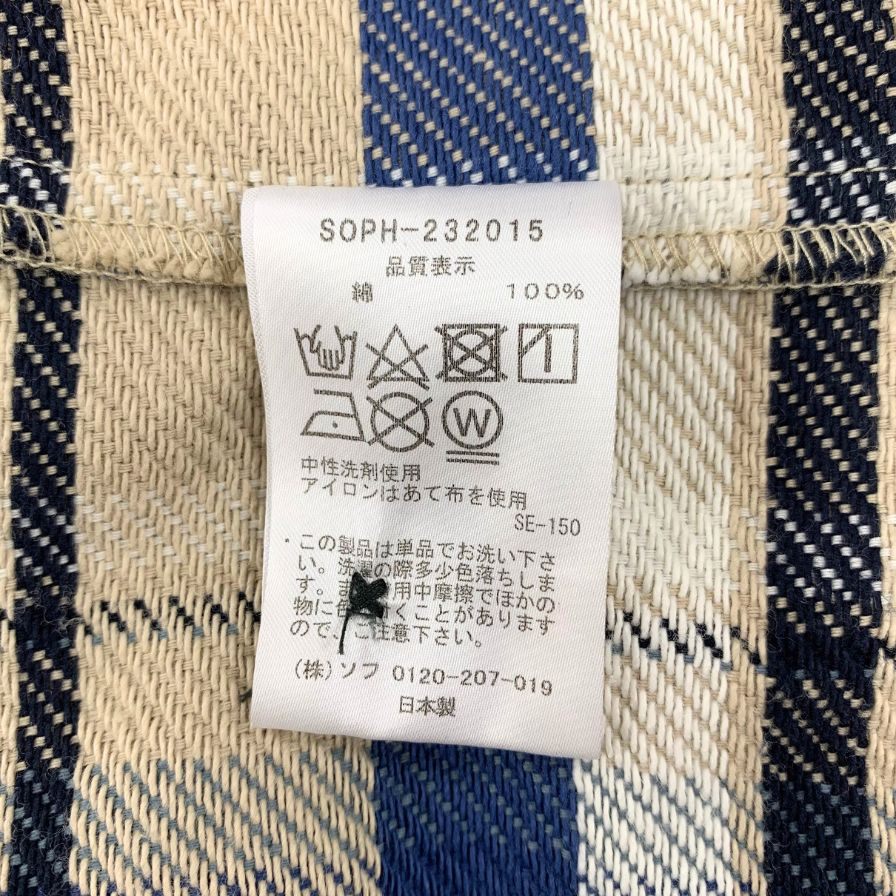 SOPH-232015
品質表示
綿 100%
W
中性洗剤使用
アイロンはあて布を使用
SE-150
・この製品は単品でお洗い下さ
い。洗濯の際多少色落ちしま
す。 用中摩擦でほかの
物に くことがあります
ので、ご注意下さい。
(株)ソフ 0120-207-019
日本製